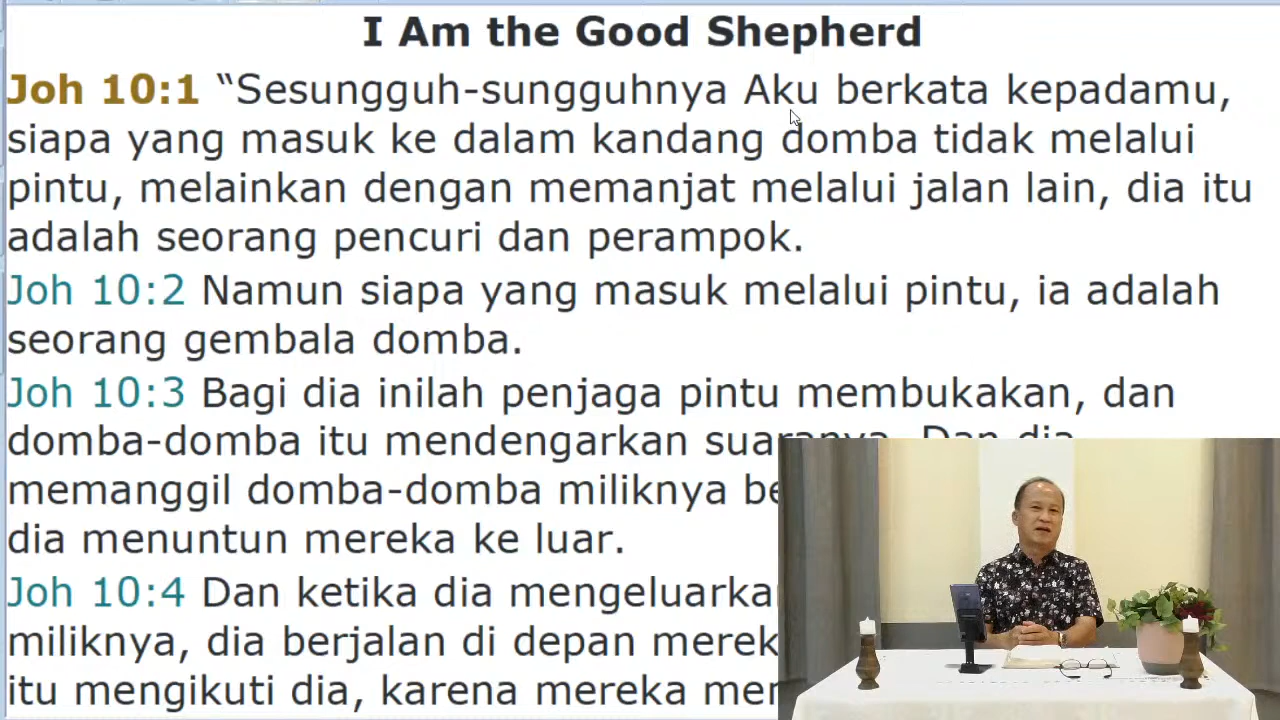 I Am the Good Shepherd
Joh 10:1 “Sesungguh-sungguhnya Aku berkata kepadamu,
siapa yang masuk ke dalam kandang domba tidak melalui
pintu, melainkan dengan memanjat melalui jalan lain, dia itu
adalah seorang pencuri dan perampok.
Joh 10:2 Namun siapa yang masuk melalui pintu, ia adalah
seorang gembala domba.
Joh 10:3 Bagi dia inilah penjaga pintu membukakan, dan
domba-domba itu mendengarkan suaranya. Dan dia
memanggil domba-domba miliknya
dia menuntun mereka ke luar.
Joh 10:4 Dan ketika dia
miliknya, dia berjalan di depan
itu mengikuti dia, karena mereka